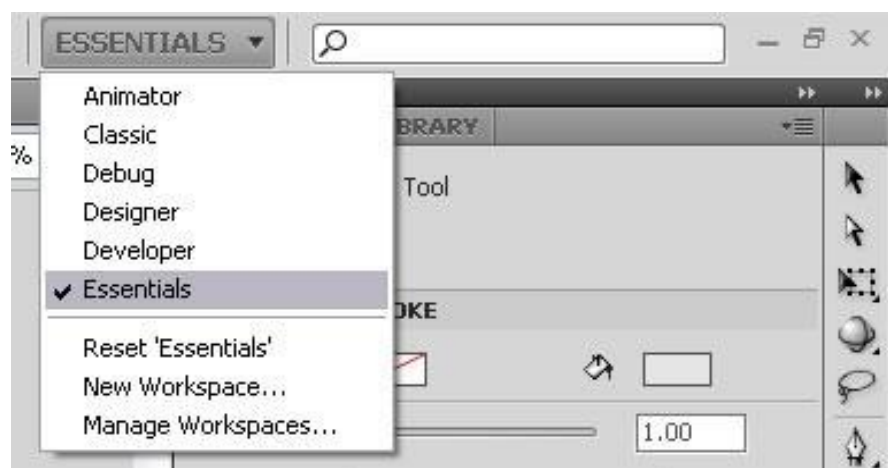 ESSENTIALS
Animator
Classic
Debug
Designer
Developer
Essentials
Reset 'Essentials'
New Workspace...
Manage Workspaces...
%
BRARY
Tool
OKE
1.00